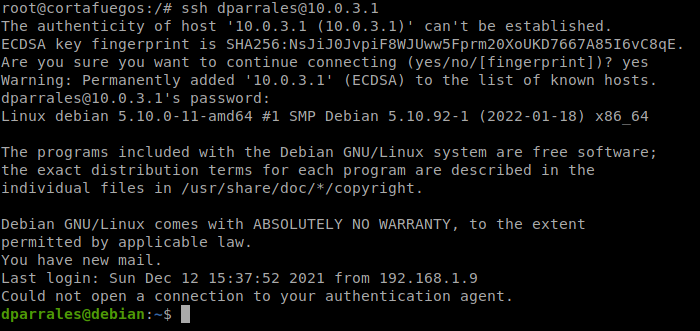 root@cortafuegos:/# ssh dparrales@10.0.3.1
The authenticity of host '10.0.3.1 (10.0.3.1)' can't be established.
ECDSA key fingerprint is SHA256:NsJiJ0JvpiF8WJUww5Fprm20XoUKD7667A85I6vC8qE.
Are you sure you want to continue connecting (yes/no/[fingerprint])? yes
Warning: Permanently added '10.0.3.1' (ECDSA) to the list of known hosts.
dparrales@10.0.3.1's password:
Linux debian 5.10.0-11-amd64 #1 SMP Debian 5.10.92-1 (2022-01-18) x86_64
The programs included with the Debian GNU/Linux system are free software;
the exact distribution terms for each program are described in the
individual files in /usr/share/doc/*/copyright.
Debian GNU/Linux comes with ABSOLUTELY NO WARRANTY, to the extent
permitted by applicable law.
You have new mail.
Last login: Sun Dec 12 15:37:52 2021 from 192.168.1.9
Could not open a connection to your authentication agent.
dparrales@debian:~$